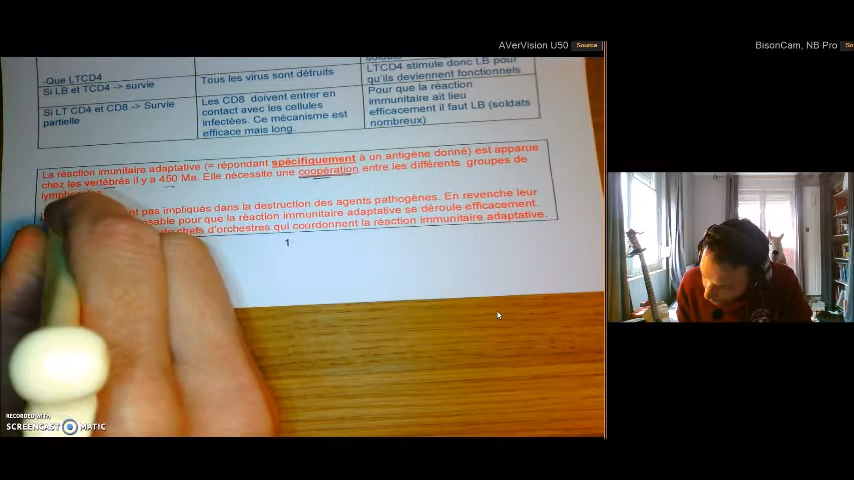 AVerVision U50 Source
BisonCam, NB Pro So
-Que LTCD4
Si LB et TCD4 -> survie
Si LT CD4 et CD8 -> Survie
partielle
Tous les virus sont détruits
Les CD8 doivent entrer en
contact avec les cellules
infectées. Ce mécanisme est
efficace mais long.
LTCD4 stimule donc LB pour
qu'ils deviennent fonctionnels
Pour que la réaction
immunitaire ait lieu
efficacement il faut LB (soldats
nombreux)
La réaction imunitaire adaptative (= répondant spécifiquement à un antigène donné) est apparue
chez les vertébrés il y a 450 Ma. Elle nécessite une coopération entre les différents groupes de
pas impliqués dans la destruction des agents pathogènes. En revenche leur
pour que la réaction immunitaire adaptative se déroule efficacement.
chefs d'orchestres qui coordonnent la réaction immunitaire adaptative.
1
RECORDED WITH
SCREENCAST MATIC